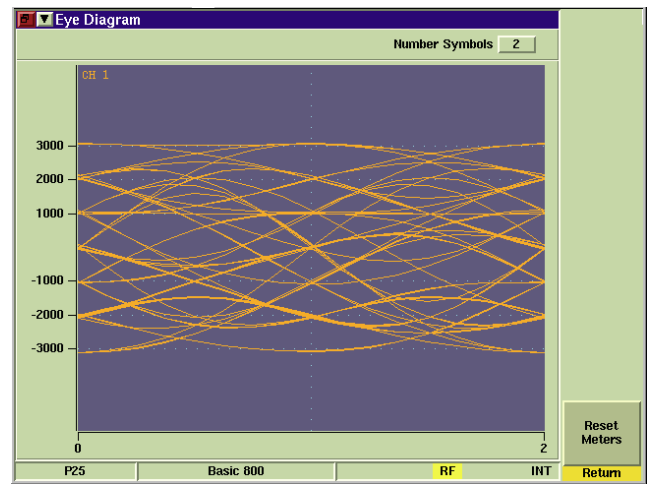 Eye Diagram
Number Symbols 2
CH 1
3000
2000
1000
-1000
-2000
-3000
0 2
Reset
Meters
P25 Basic 800 RF INT Return